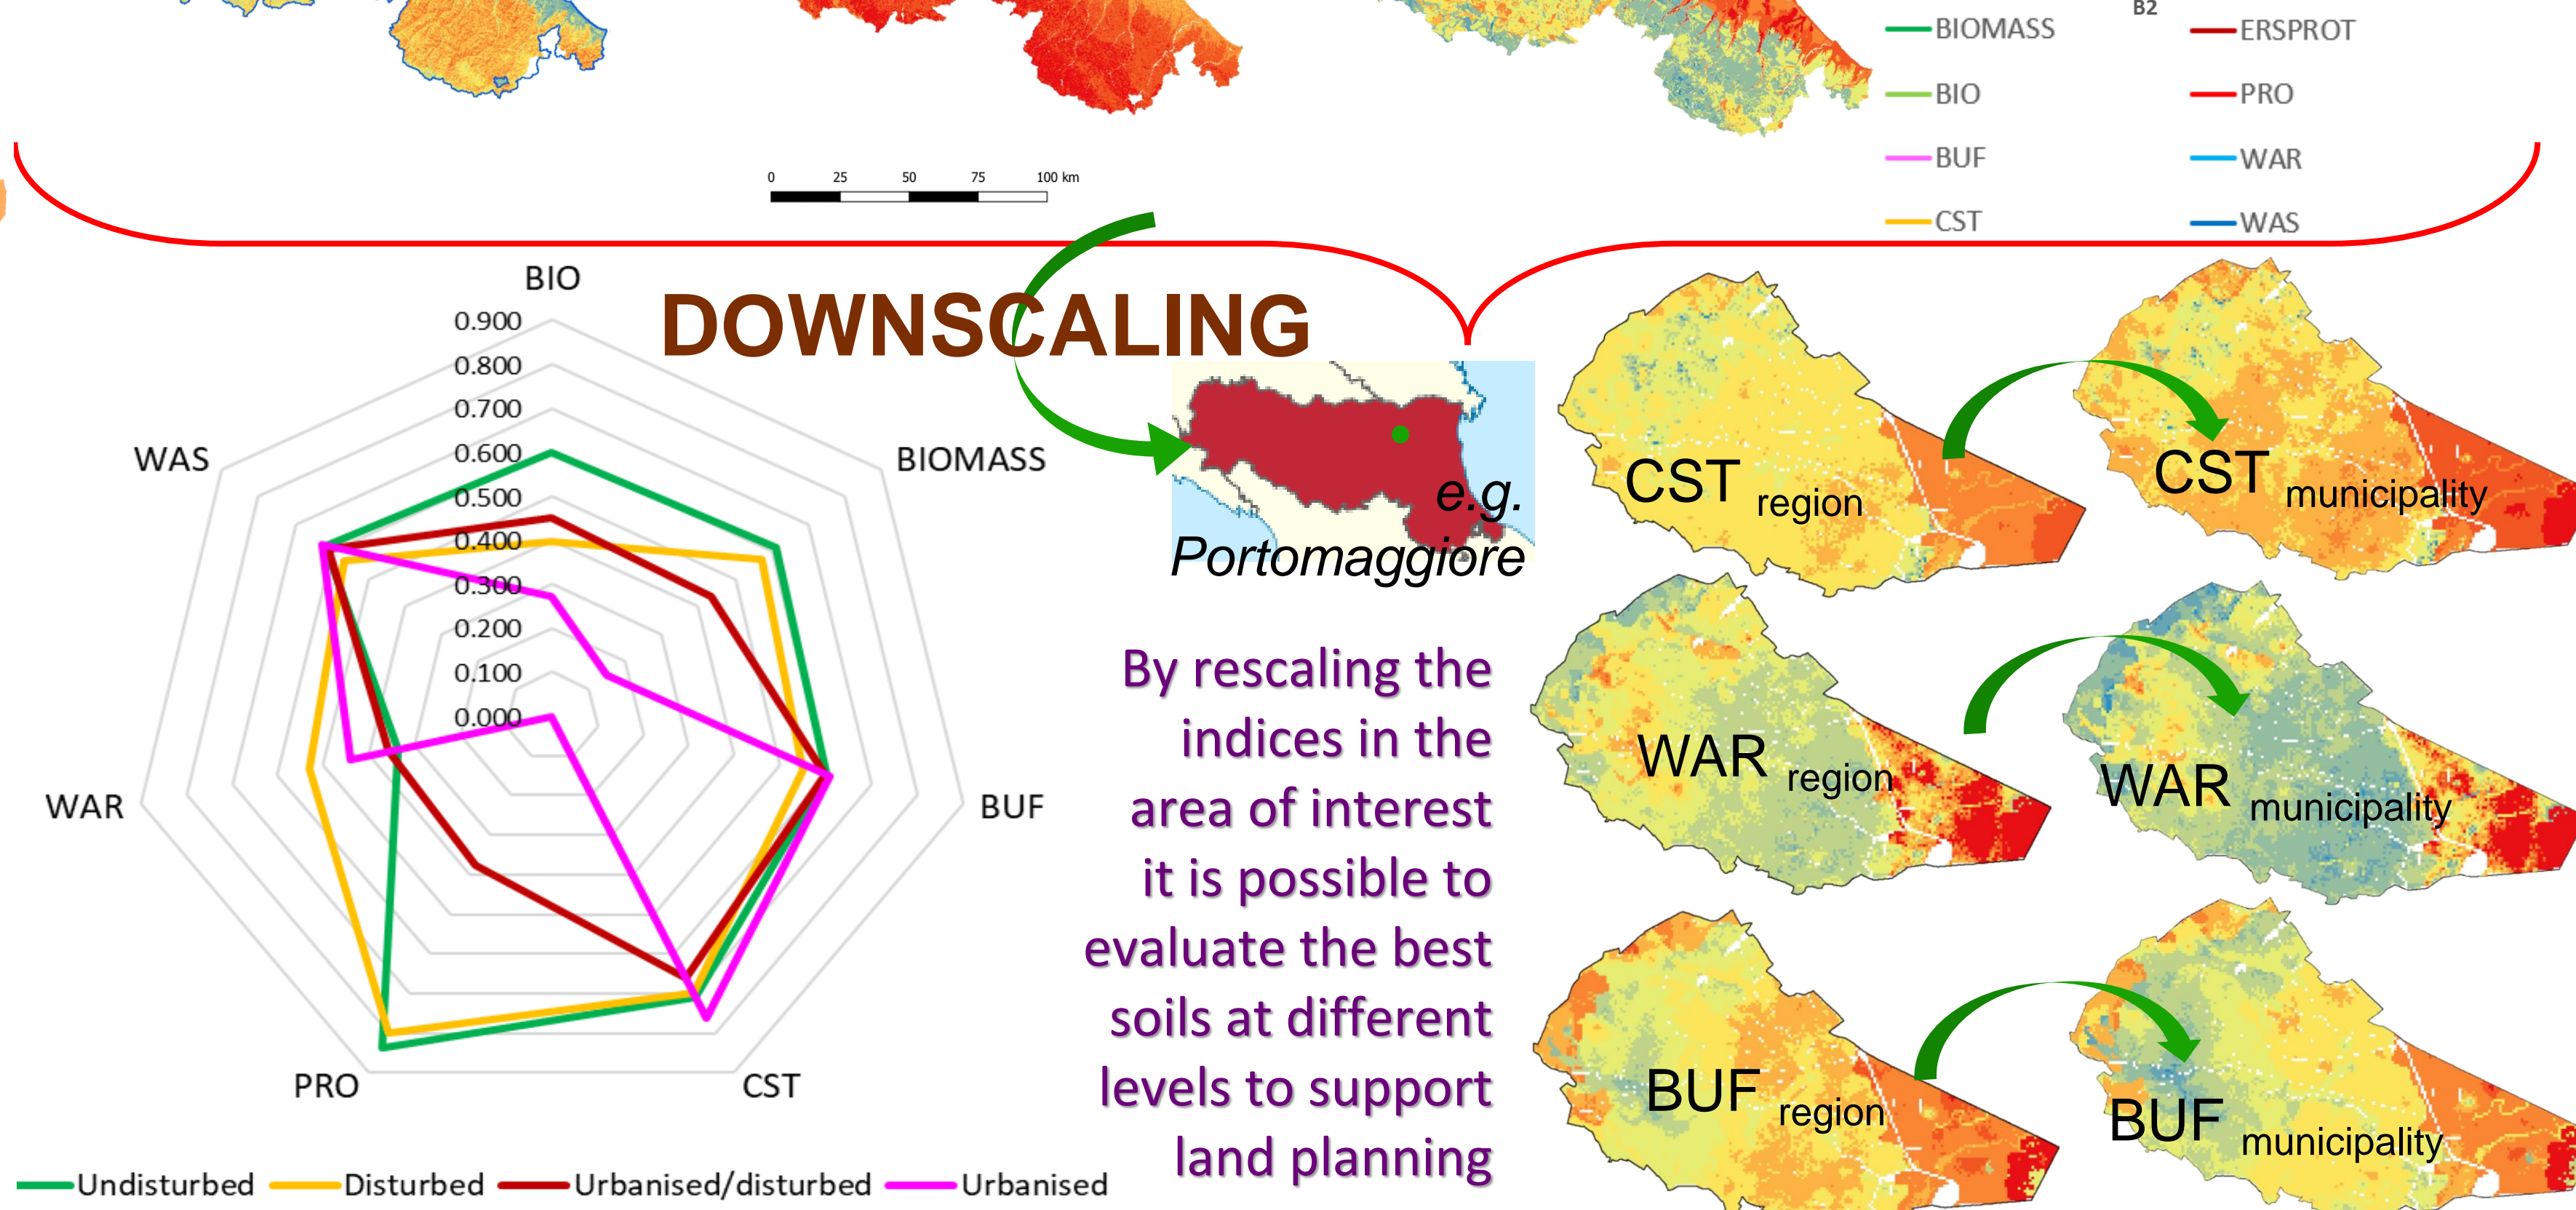 B2
BIOMASS
ERSPROT
BIO
PRO
BUF
WAR
CST
WAS
0 25 50 75 100 km
DOWNSCALING
BIO
0.900
0.800
0.700
0.600
0.500
0.400
0.300
0.200
0.100
0.000
BIOMASS
BUF
CST
PRO
WAR
WAS
Undisturbed Disturbed Urbanised/disturbed Urbanised
e.g.
Portomaggiore
By rescaling the
indices in the
area of interest
it is possible to
evaluate the best
soils at different
levels to support
land planning
CST region
CST municipality
WAR region
WAR municipality
BUF region
BUF municipality